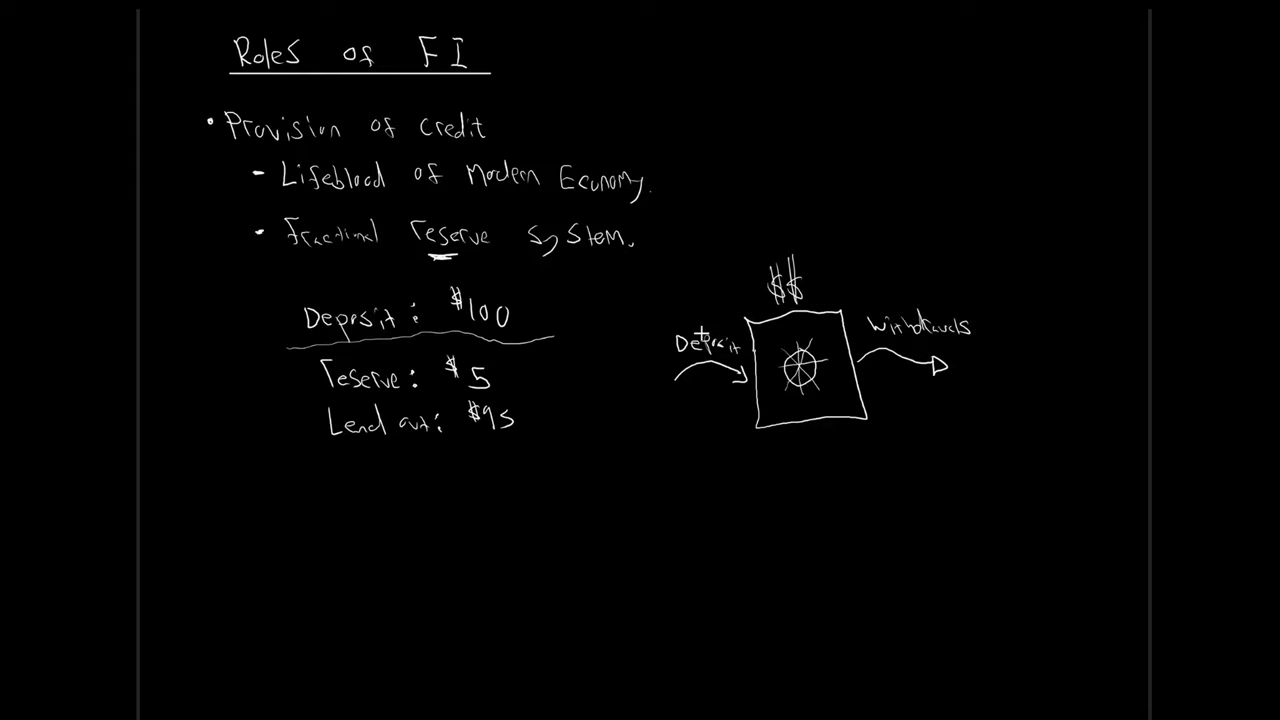 Roles of FI
• Provision of credit
- Lifeblood of Modern Economy.
- Fractional reserve system.
Deposit: $100
reserve: $5
Lend out: $95
$$
Deposit
Withdrawals